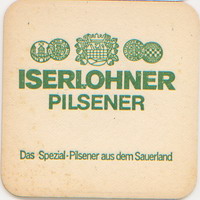 ISERLOHNER
PILSENER
Das Spezial-Pilsener aus dem Sauerland